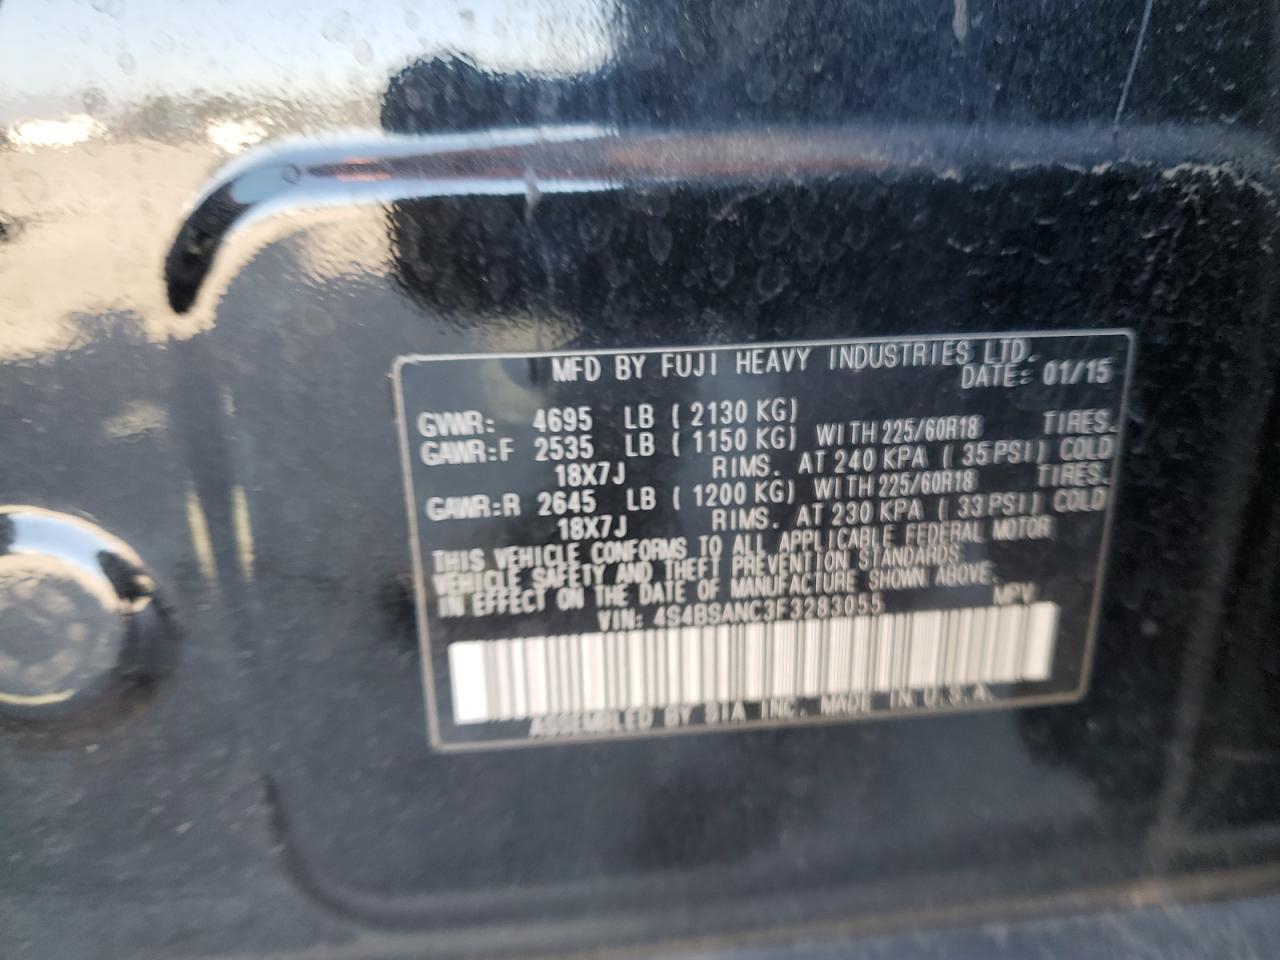 MFD BY FUJI HEAVY INDUSTRIES LTD.
DATE: 01/15
GVWR: 4695 LB ( 2130 KG)
GAWR:F 2535 LB ( 1150 KG) WITH 225/60R18 TIRES.
18X7J RIMS. AT 240 KPA ( 35 PSI) COLD
GAWR:R 2645 LB ( 1200 KG) WITH 225/60R18 TIRES.
18X7J RIMS. AT 230 KPA ( 33 PSI) COLD
THIS VEHICLE CONFORMS TO ALL APPLICABLE FEDERAL MOTOR
VEHICLE SAFETY AND THEFT PREVENTION STANDARDS
IN EFFECT ON THE DATE OF MANUFACTURE SHOWN ABOVE.
VIN: 4S4BSANC3F3283055 MPV
ASSEMBLED BY SIA INC. MADE IN U.S.A.